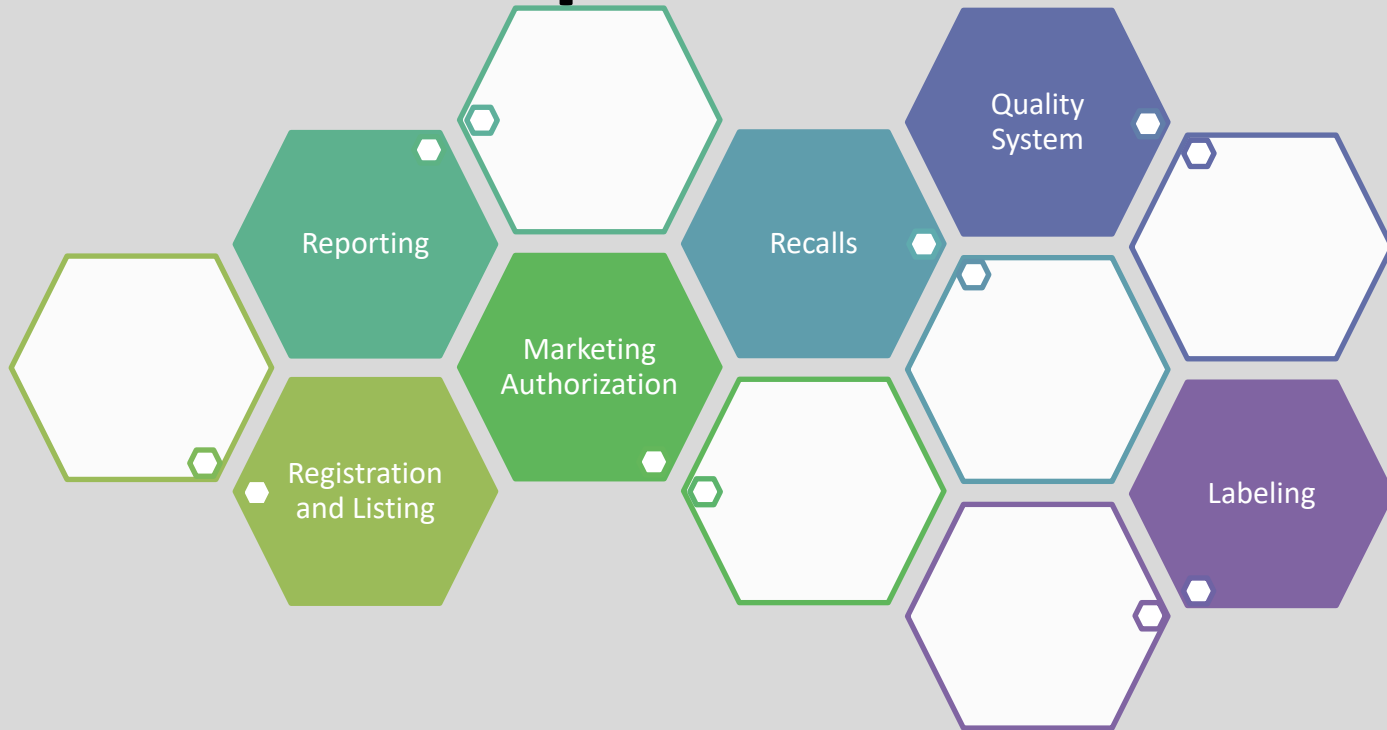 Quality
System
Reporting
Recalls
Marketing
Authorization
Registration
and Listing
Labeling